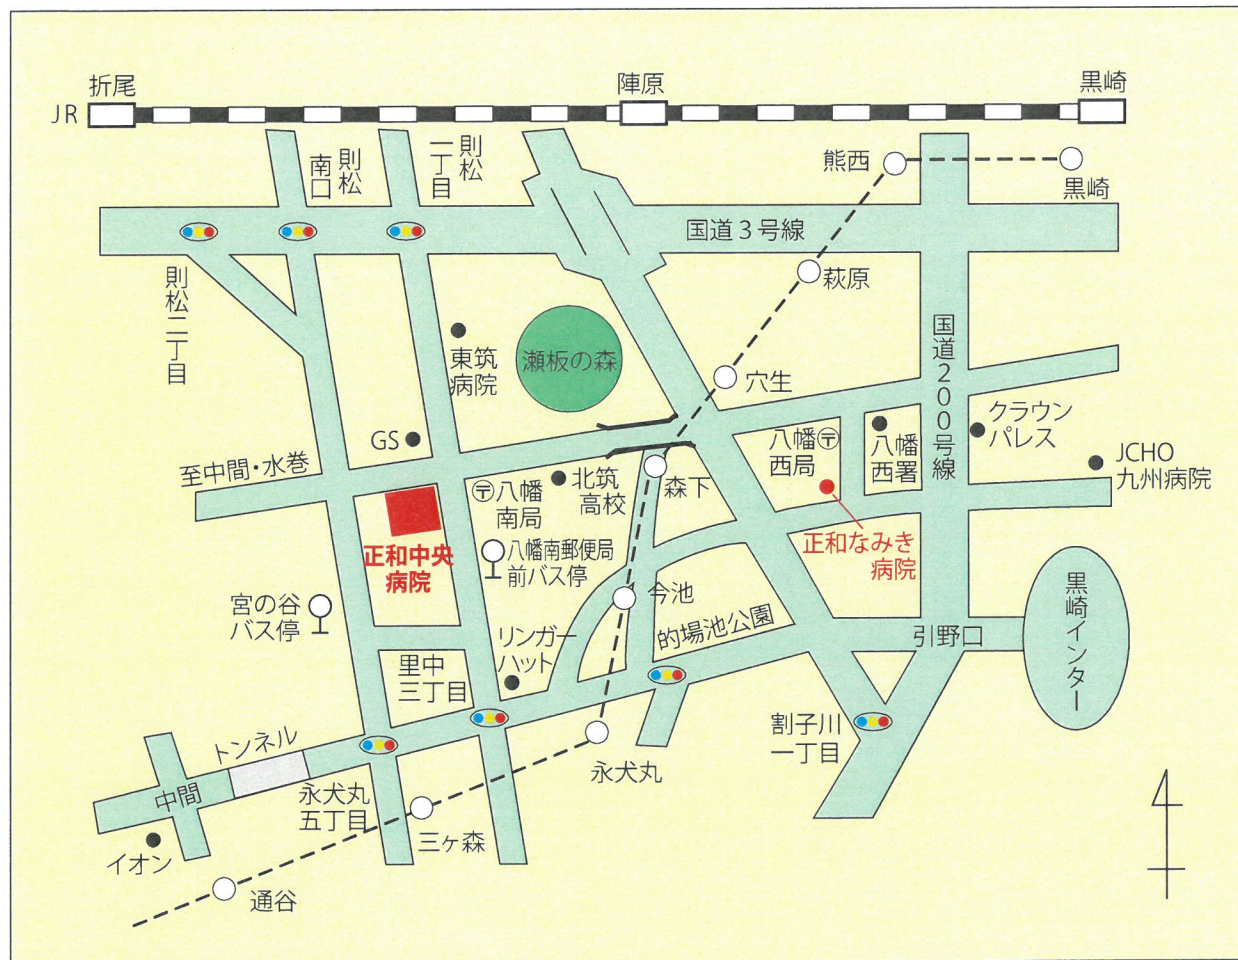 折尾
陣原
黒崎
JR
則松
南口
則松
一丁目
熊西
黒崎
国道3号線
萩原
則松二丁目
東筑
病院
瀬板の森
国道200号線
穴生
GS
至中間・水巻
八幡〒
西局
八幡
西署
クラウン
パレス
JCHO
九州病院
〒八幡
南局
北筑
高校
森下
正和中央
病院
八幡南郵便局
前バス停
正和なみき
病院
宮の谷
バス停
今池
的場池公園
リンガー
ハット
引野口
黒崎インター
里中
三丁目
割子川
一丁目
トンネル
中間
永犬丸
五丁目
永犬丸
三ヶ森
イオン
通谷